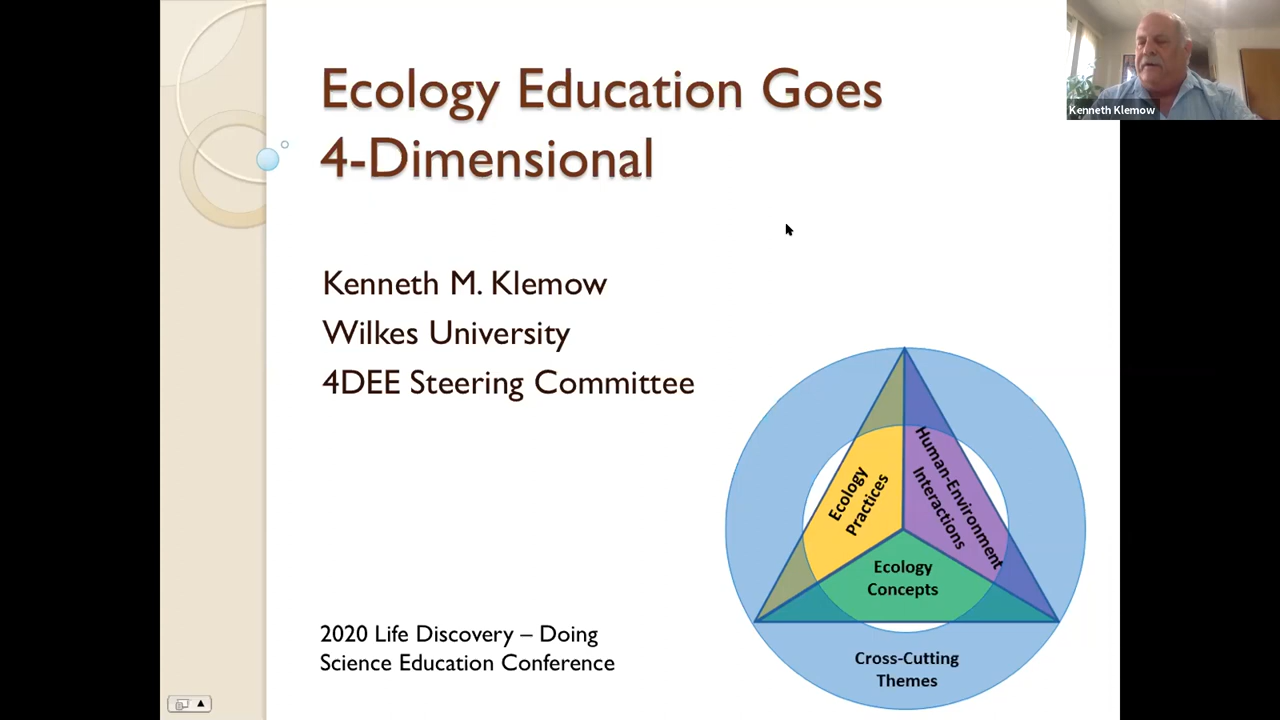 Ecology Education Goes
4-Dimensional
Kenneth Klemow
Kenneth M. Klemow
Wilkes University
4DEE Steering Committee
Ecology
Practices
Human-Environment
Interactions
Ecology
Concepts
Cross-Cutting
Themes
2020 Life Discovery – Doing
Science Education Conference